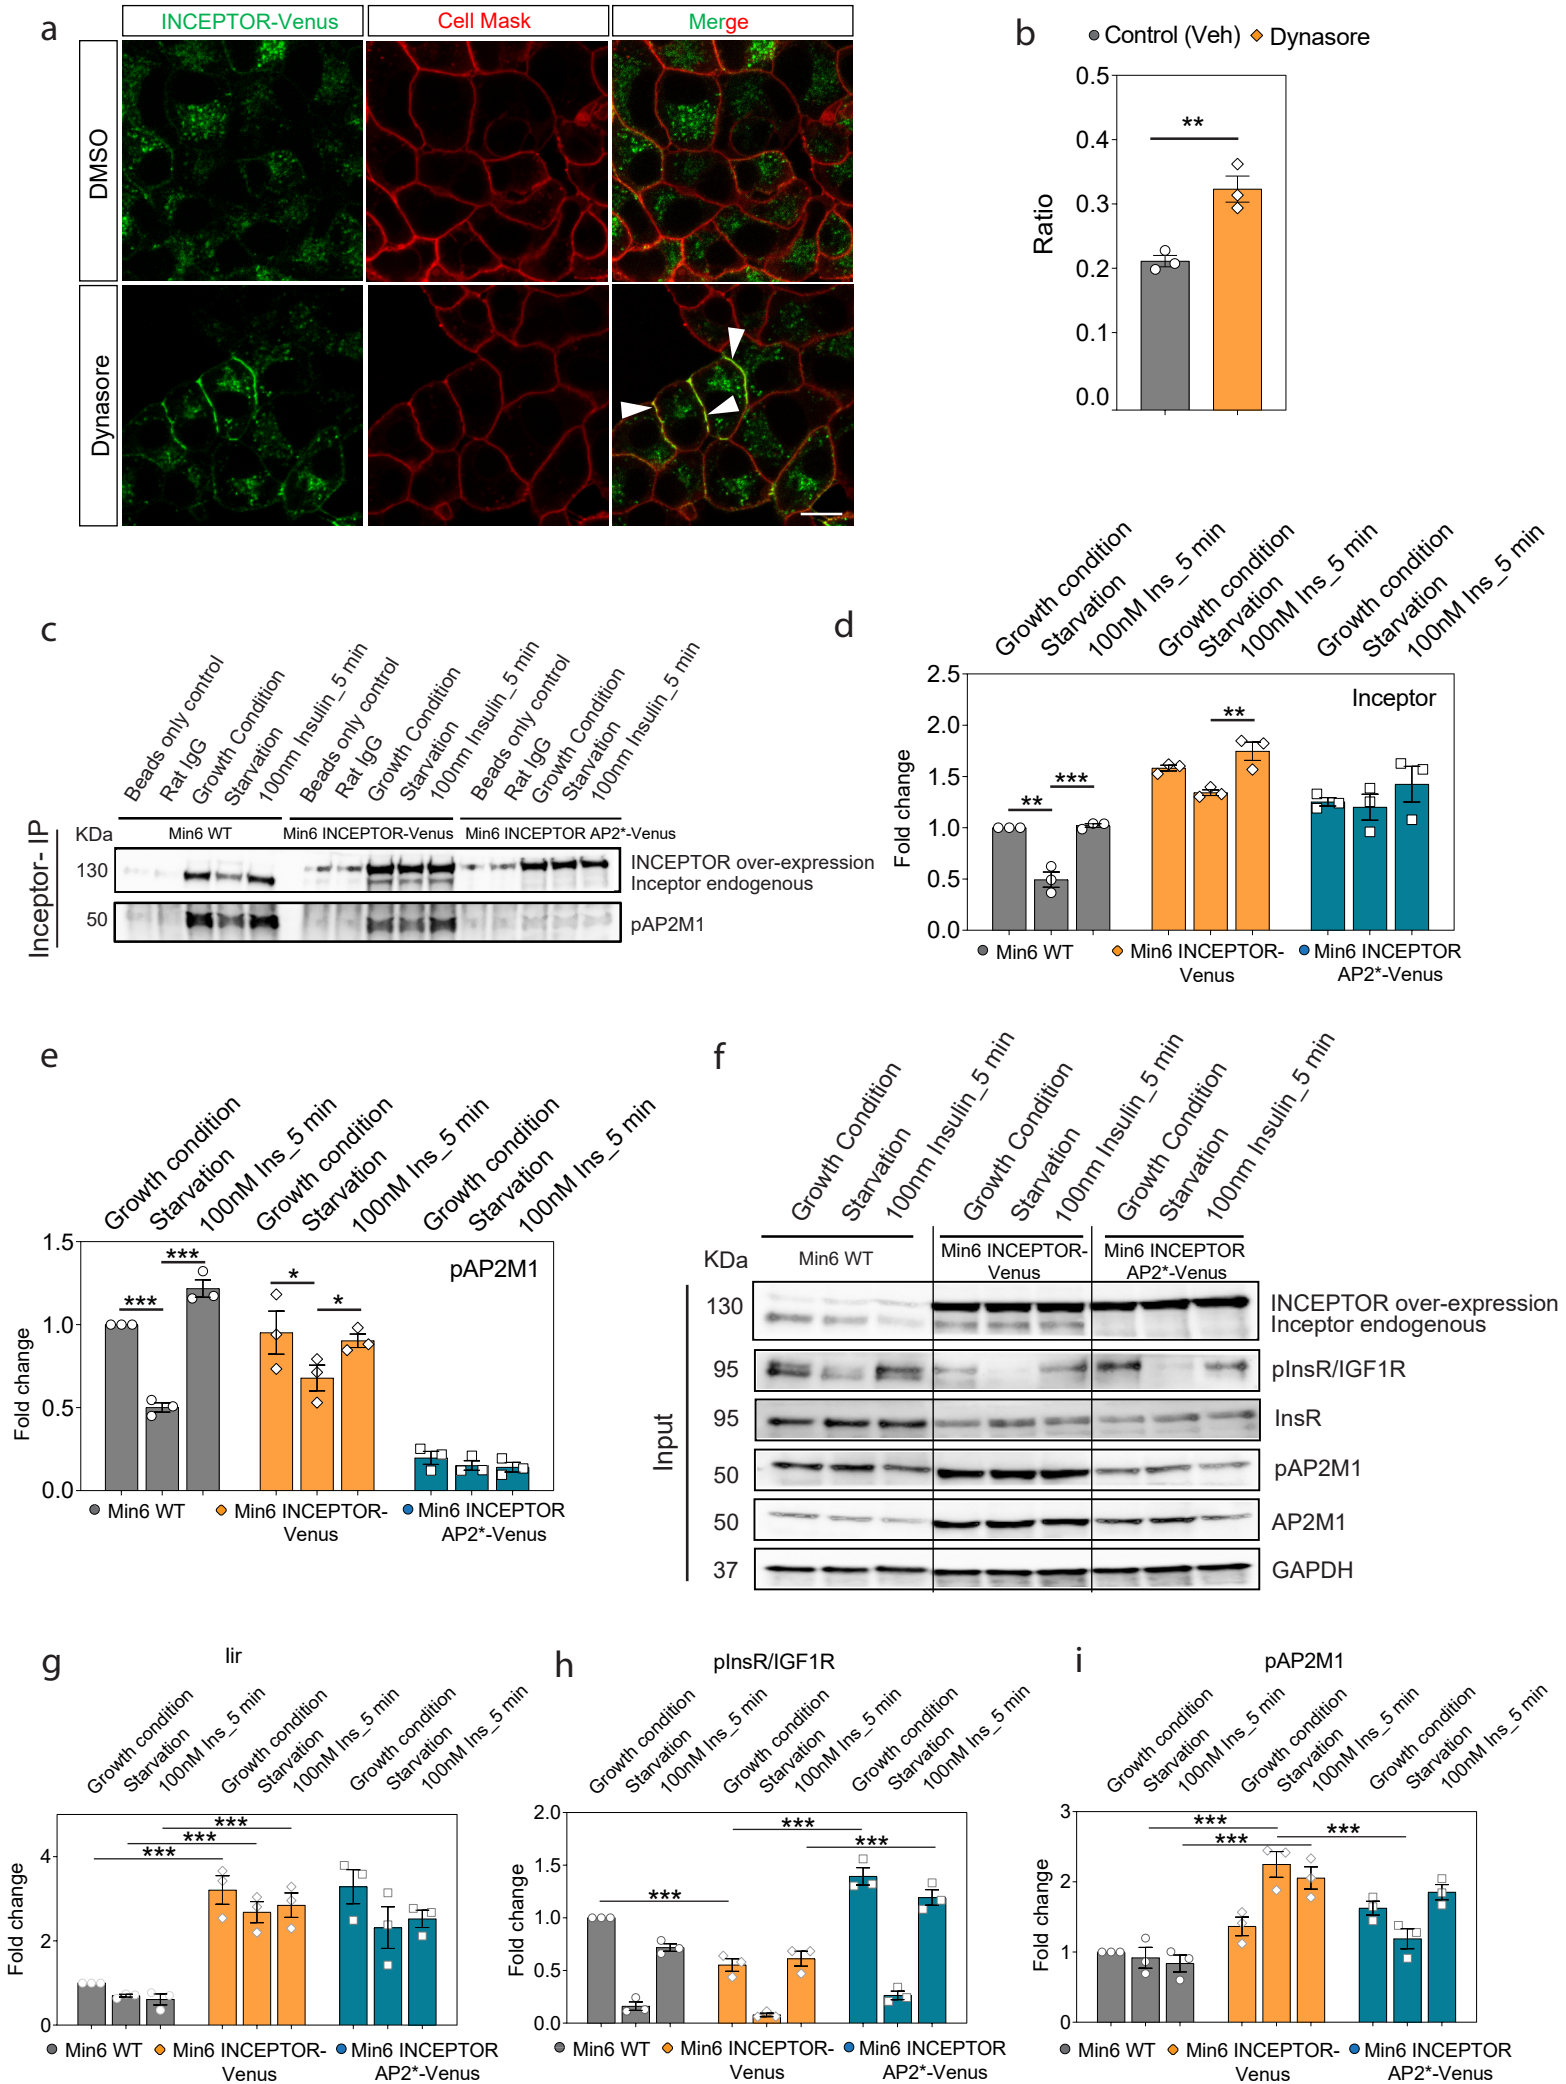 a
INCEPTOR-Venus
Cell Mask
Merge
DMSO
Dynasore
b
Control (Veh)
Dynasore
**
Ratio
0.5
0.4
0.3
0.2
0.1
0.0
c
Beads only control
Rat IgG
Growth Condition
Starvation
100nm Insulin_5 min
Beads only control
Rat IgG
Growth Condition
Starvation
100nm Insulin_5 min
Beads only control
Rat IgG
Growth Condition
Starvation
100nm Insulin_5 min
Inceptor- IP
KDa
Min6 WT
Min6 INCEPTOR-Venus
Min6 INCEPTOR AP2*-Venus
130
INCEPTOR over-expression
Inceptor endogenous
50
pAP2M1
d
Growth condition
Starvation
100nM Ins_5 min
Growth condition
Starvation
100nM Ins_5 min
Growth condition
Starvation
100nM Ins_5 min
Inceptor
Fold change
2.5
2.0
1.5
1.0
0.5
0.0
**
***
**
Min6 WT
Min6 INCEPTOR-
Venus
Min6 INCEPTOR
AP2*-Venus
e
Growth condition
Starvation
100nM Ins_5 min
Growth condition
Starvation
100nM Ins_5 min
Growth condition
Starvation
100nM Ins_5 min
pAP2M1
Fold change
1.5
1.0
0.5
0.0
***
***
*
*
Min6 WT
Min6 INCEPTOR-
Venus
Min6 INCEPTOR
AP2*-Venus
f
Growth Condition
Starvation
100nm Insulin_5 min
Growth Condition
Starvation
100nm Insulin_5 min
Growth Condition
Starvation
100nm Insulin_5 min
KDa
Min6 WT
Min6 INCEPTOR-
Venus
Min6 INCEPTOR
AP2*-Venus
Input
130
INCEPTOR over-expression
Inceptor endogenous
95
pInsR/IGF1R
95
InsR
50
pAP2M1
50
AP2M1
37
GAPDH
g
Iir
Growth condition
Starvation
100nM Ins_5 min
Growth condition
Starvation
100nM Ins_5 min
Growth condition
Starvation
100nM Ins_5 min
Fold change
4
2
0
***
***
***
Min6 WT
Min6 INCEPTOR-
Venus
Min6 INCEPTOR
AP2*-Venus
h
pInsR/IGF1R
Growth condition
Starvation
100nM Ins_5 min
Growth condition
Starvation
100nM Ins_5 min
Growth condition
Starvation
100nM Ins_5 min
Fold change
2.0
1.5
1.0
0.5
0.0
***
***
***
Min6 WT
Min6 INCEPTOR-
Venus
Min6 INCEPTOR
AP2*-Venus
i
pAP2M1
Growth condition
Starvation
100nM Ins_5 min
Growth condition
Starvation
100nM Ins_5 min
Growth condition
Starvation
100nM Ins_5 min
Fold change
3
2
1
0
***
***
***
Min6 WT
Min6 INCEPTOR-
Venus
Min6 INCEPTOR
AP2*-Venus